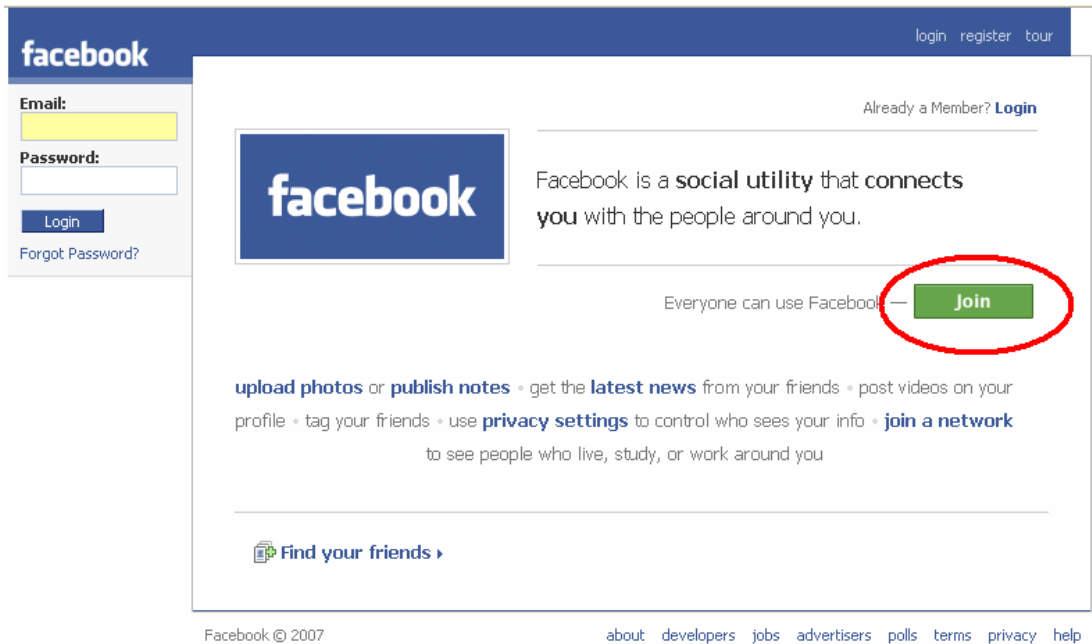 facebook
login register tour
Email:
Password:
Login
Forgot Password?
Already a Member? Login
facebook
Facebook is a social utility that connects
you with the people around you.
Everyone can use Facebook — Join
upload photos or publish notes • get the latest news from your friends • post videos on your
profile • tag your friends • use privacy settings to control who sees your info • join a network
to see people who live, study, or work around you
Find your friends
Facebook © 2007
about developers jobs advertisers polls terms privacy help